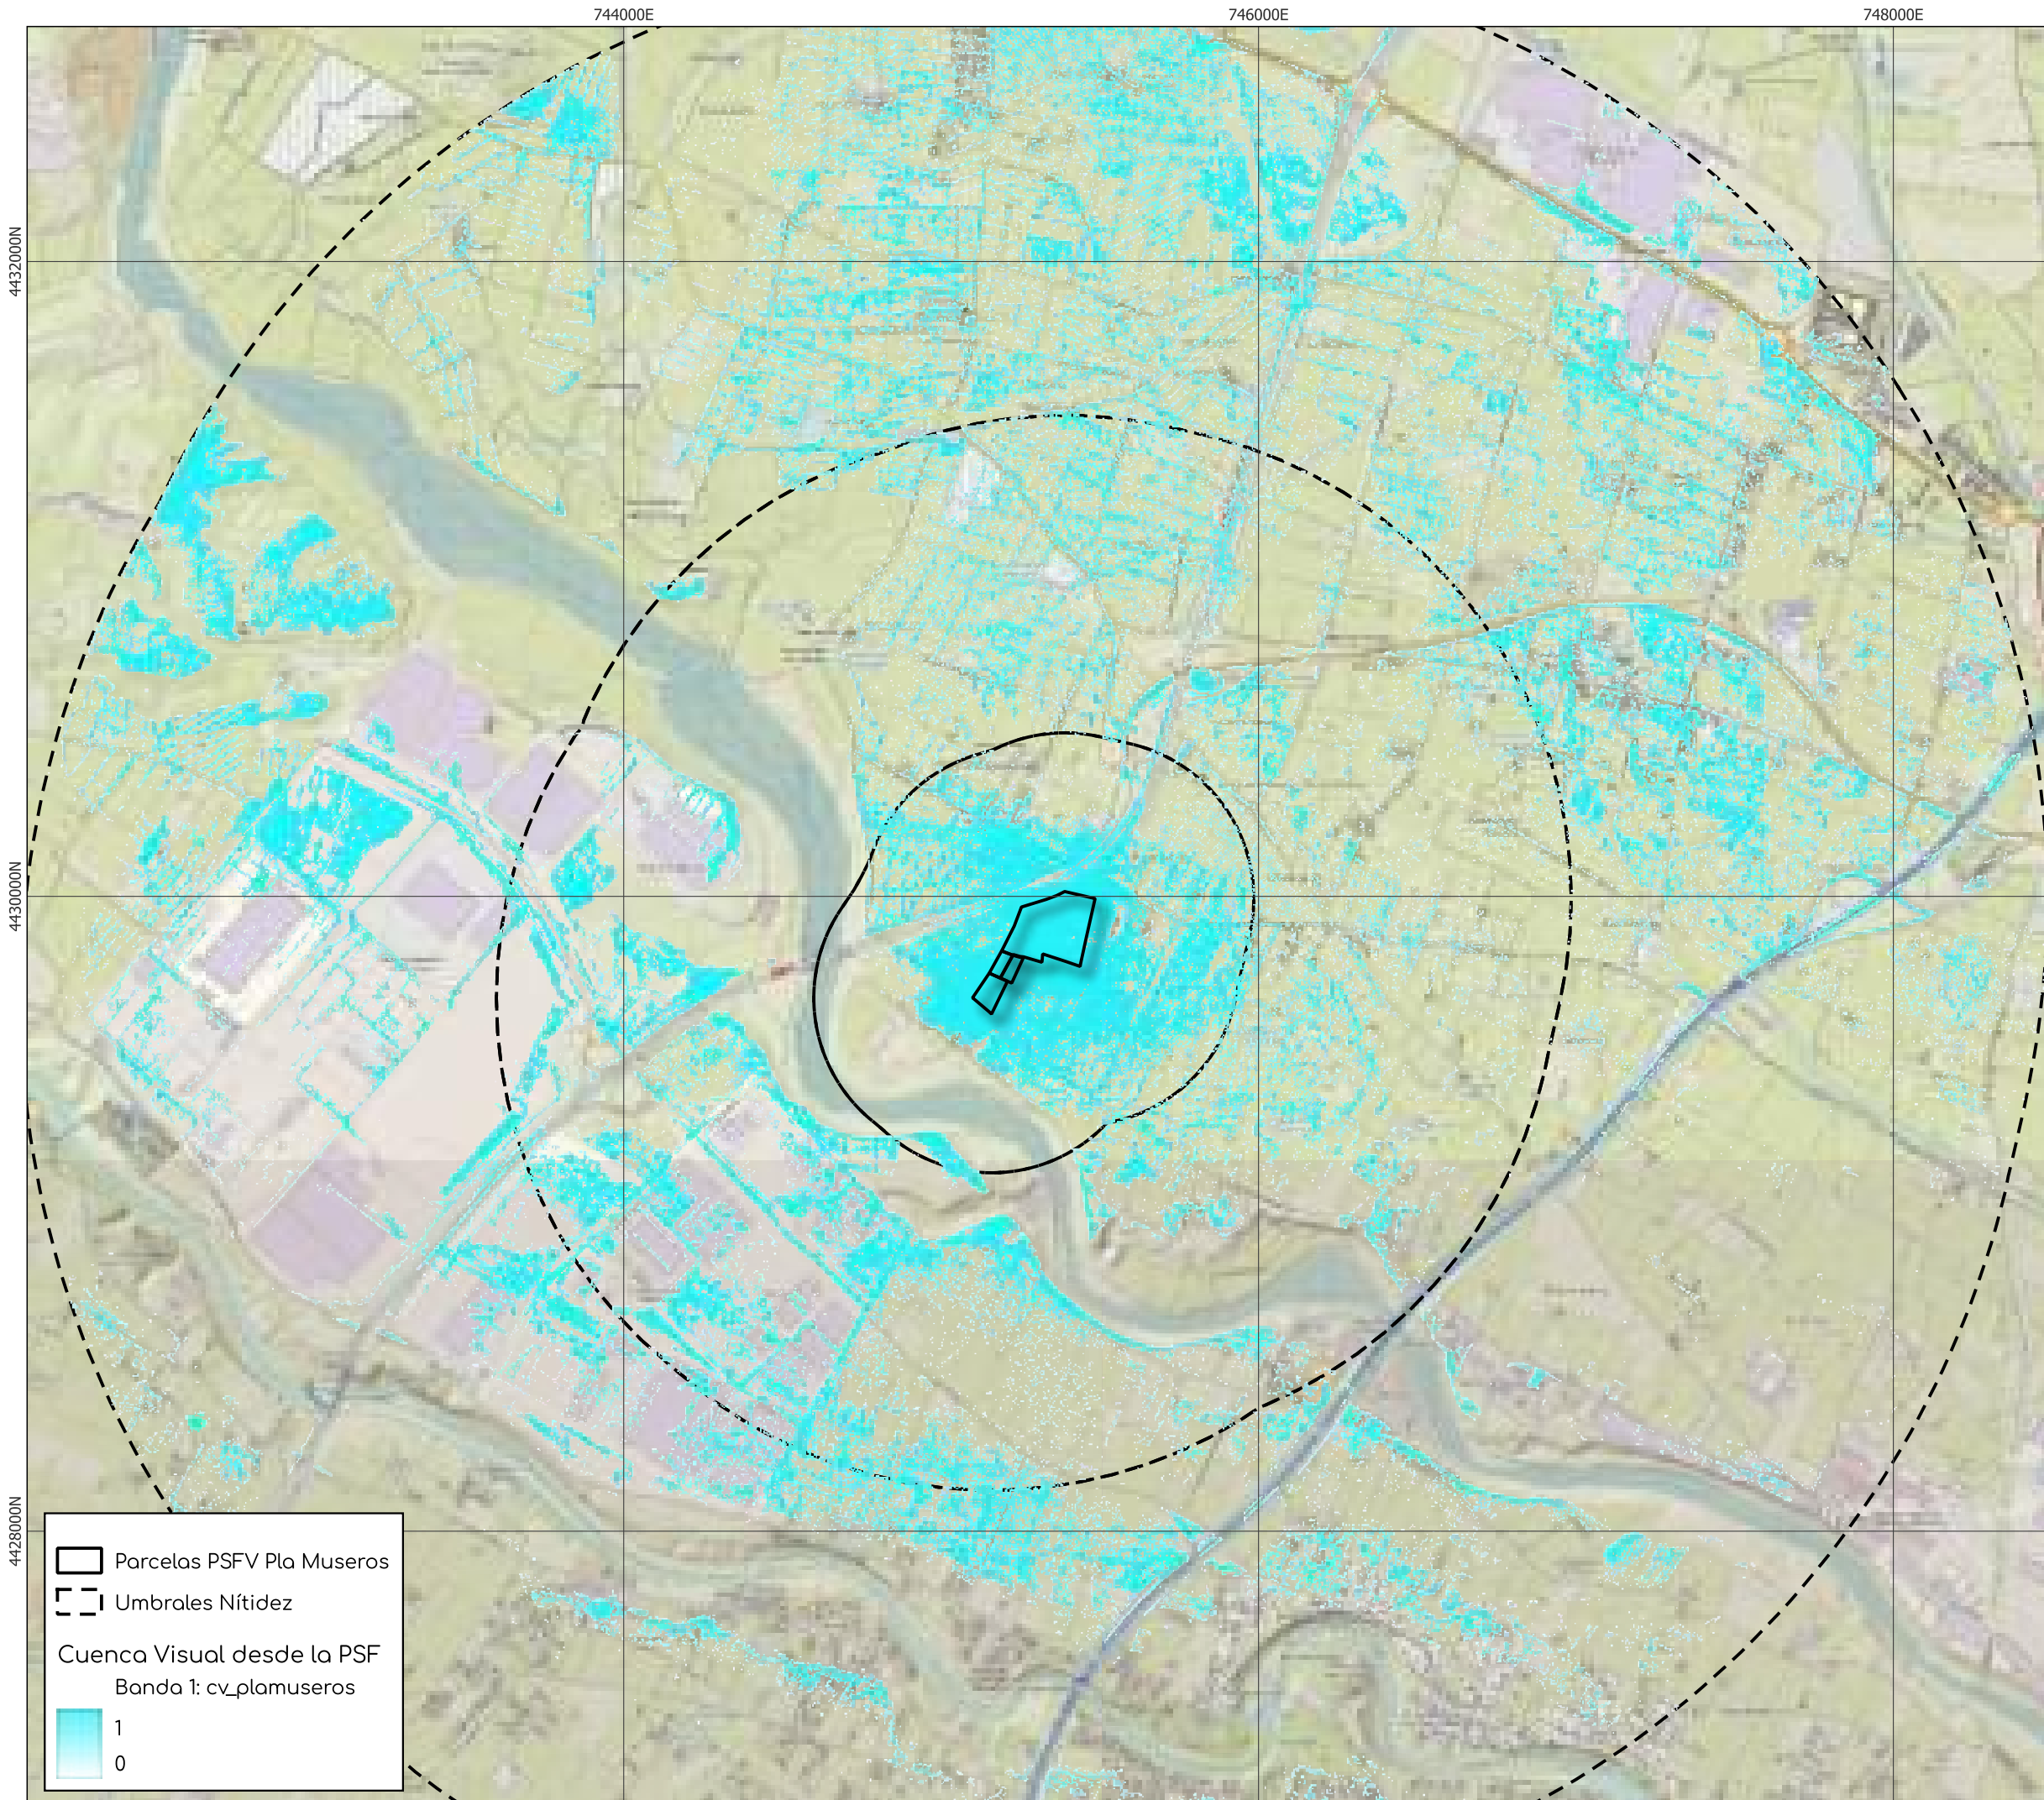 744000E 746000E 748000E
4432000N
4430000N
4428000N
Parcelas PSFV Pla Museros
Umbrales Nítidez
Cuenca Visual desde la PSF
Banda 1: cv_plamuseros
1
0